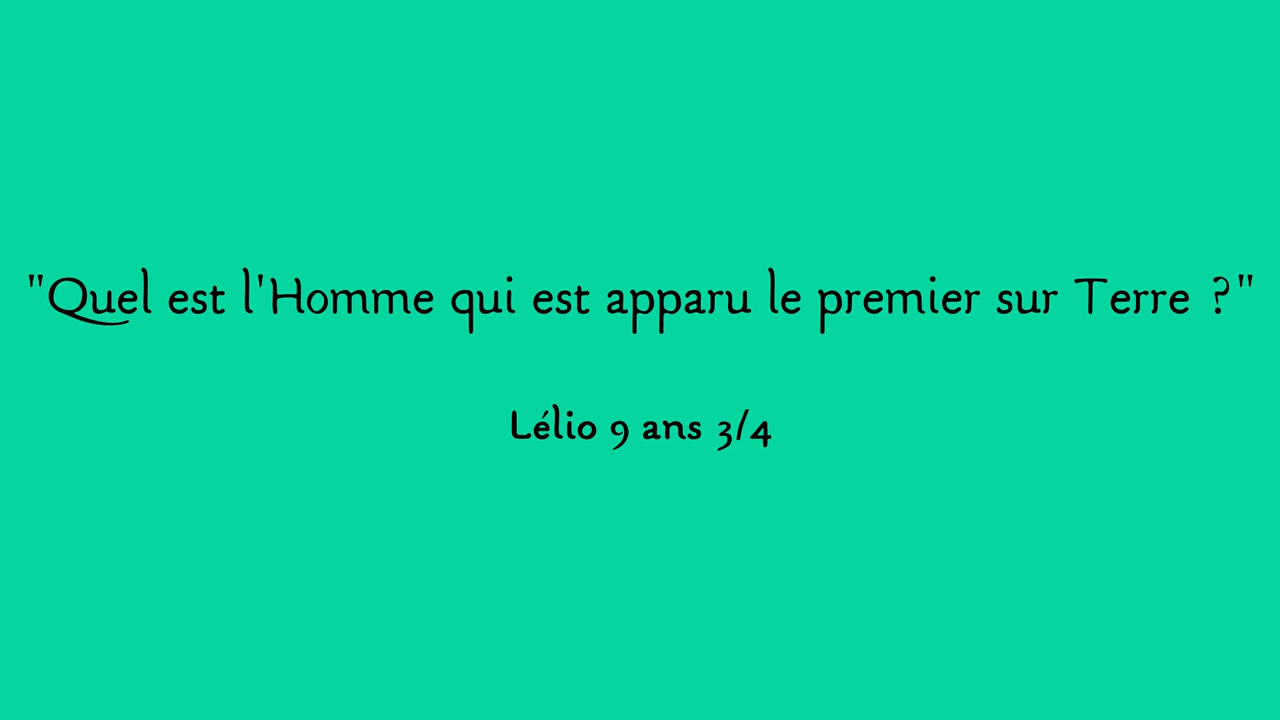 "Quel est l'Homme qui est apparu le premier sur Terre ?"
Lélio 9 ans 3/4